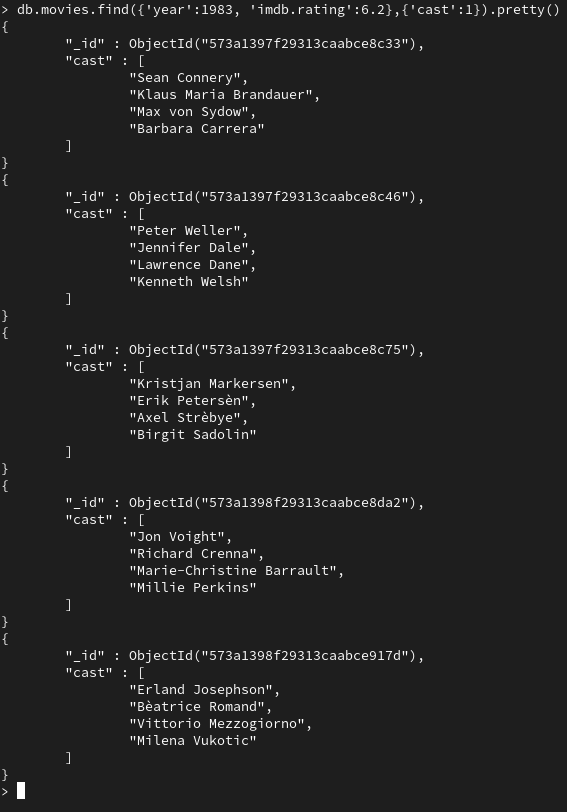 > db.movies.find({'year':1983, 'imdb.rating':6.2},{'cast':1}).pretty()
{
        "_id" : ObjectId("573a1397f29313caabce8c33"),
        "cast" : [
                "Sean Connery",
                "Klaus Maria Brandauer",
                "Max von Sydow",
                "Barbara Carrera"
        ]
}
{
        "_id" : ObjectId("573a1397f29313caabce8c46"),
        "cast" : [
                "Peter Weller",
                "Jennifer Dale",
                "Lawrence Dane",
                "Kenneth Welsh"
        ]
}
{
        "_id" : ObjectId("573a1397f29313caabce8c75"),
        "cast" : [
                "Kristjan Markersen",
                "Erik Petersèn",
                "Axel Strèbye",
                "Birgit Sadolin"
        ]
}
{
        "_id" : ObjectId("573a1398f29313caabce8da2"),
        "cast" : [
                "Jon Voight",
                "Richard Crenna",
                "Marie-Christine Barrault",
                "Millie Perkins"
        ]
}
{
        "_id" : ObjectId("573a1398f29313caabce917d"),
        "cast" : [
                "Erland Josephson",
                "Bèatrice Romand",
                "Vittorio Mezzogiorno",
                "Milena Vukotic"
        ]
}
>